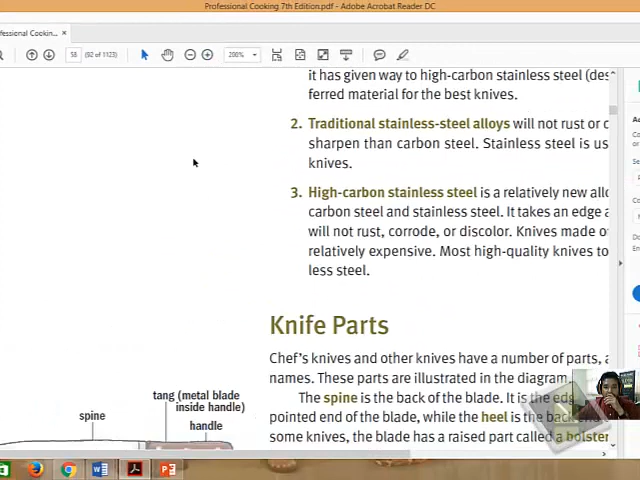 Professional Cooking 7th Edition.pdf - Adobe Acrobat Reader DC
rofessional Cookin... ×
58 (92 of 1123) 200%
it has given way to high-carbon stainless steel (des
ferred material for the best knives.
2. Traditional stainless-steel alloys will not rust or c
sharpen than carbon steel. Stainless steel is us
knives.
3. High-carbon stainless steel is a relatively new allo
carbon steel and stainless steel. It takes an edge a
will not rust, corrode, or discolor. Knives made o
relatively expensive. Most high-quality knives to
less steel.
Knife Parts
Chef's knives and other knives have a number of parts, a
names. These parts are illustrated in the diagram.
The spine is the back of the blade. It is the edge
pointed end of the blade, while the heel is the back end
some knives, the blade has a raised part called a bolster
tang (metal blade
inside handle)
handle
spine